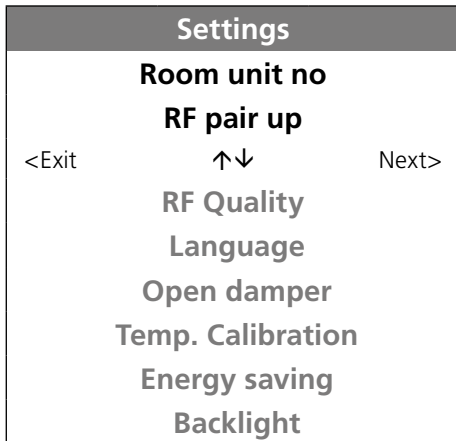 Settings
Room unit no
RF pair up
<Exit ↑↓ Next>
RF Quality
Language
Open damper
Temp. Calibration
Energy saving
Backlight